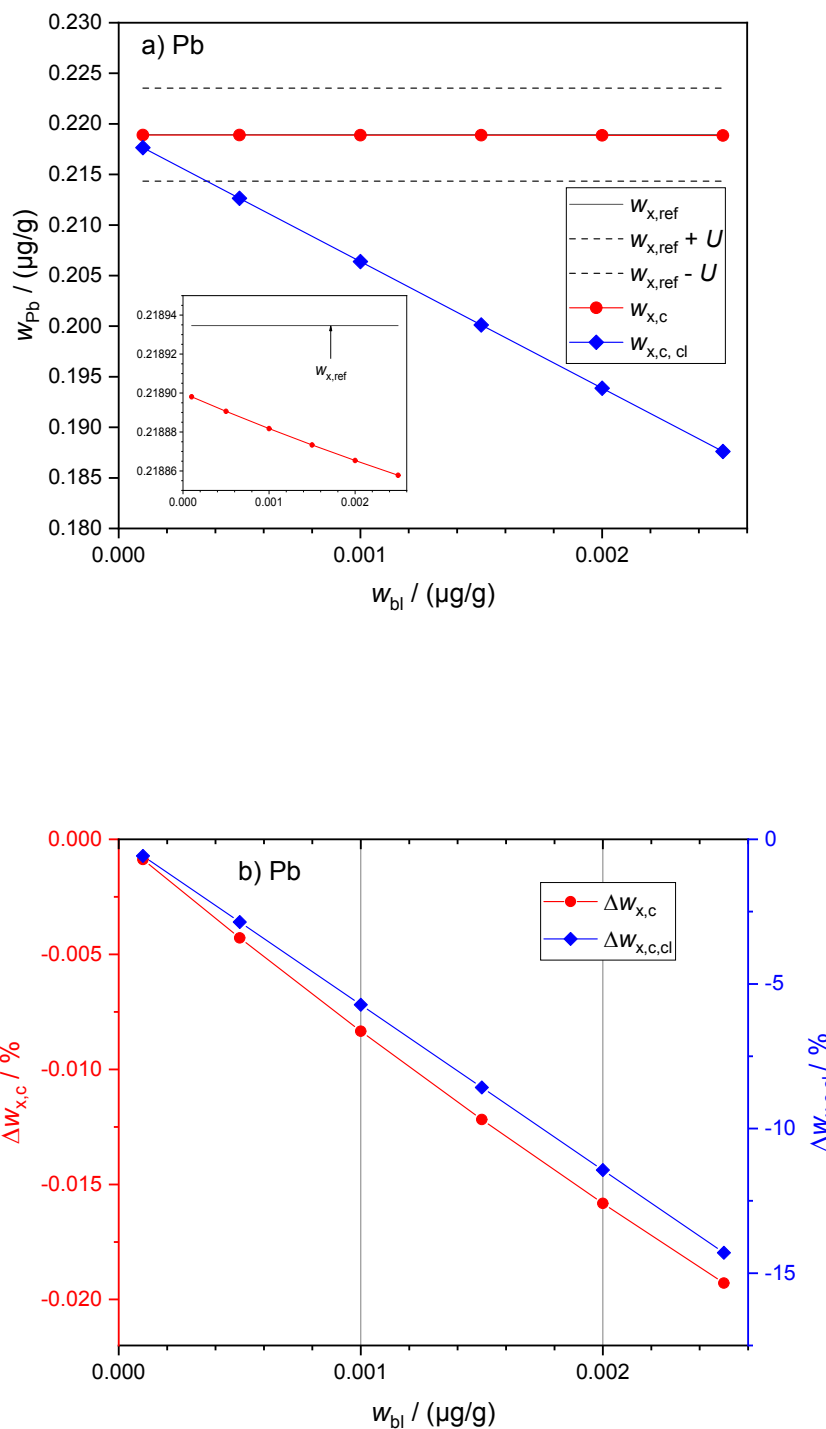 a) Pb
0.230
0.225
0.220
0.215
0.210
0.205
0.200
0.195
0.190
0.185
0.180
w_Pb / (µg/g)
w_x,ref
w_x,ref + U
w_x,ref - U
w_x,c
w_x,c, cl
0.21894
0.21892
0.21890
0.21888
0.21886
w_x,ref
0.000 0.001 0.002
0.000 0.001 0.002
w_bl / (µg/g)
b) Pb
0.000
-0.005
-0.010
-0.015
-0.020
Δw_x,c / %
Δw_x,c
Δw_x,c,cl
0
-5
-10
-15
0.000 0.001 0.002
w_bl / (µg/g)